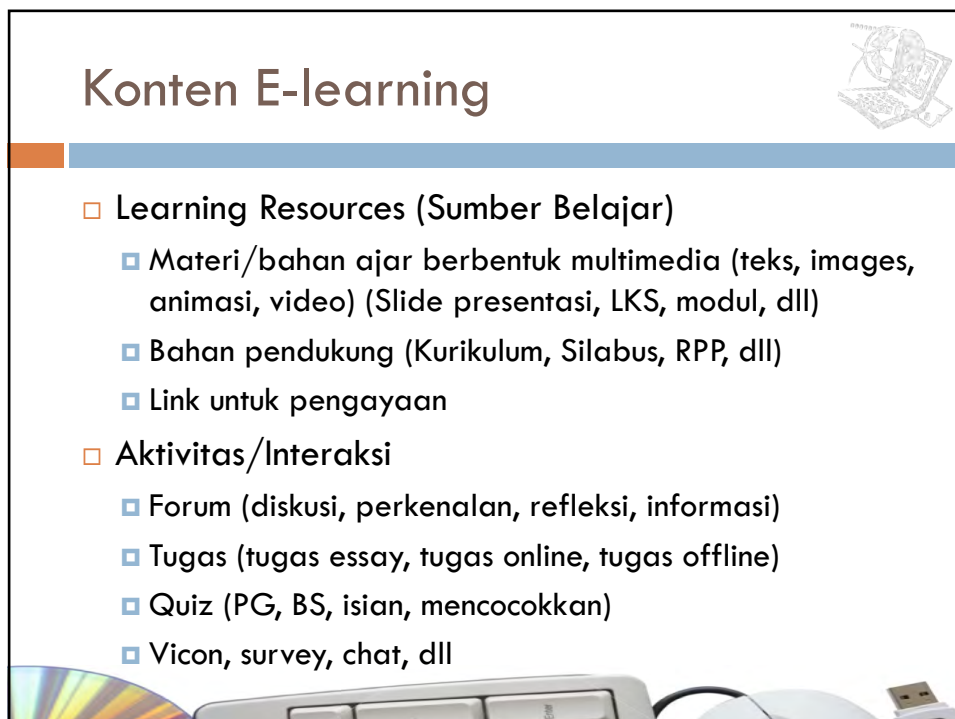 Konten E-learning
Learning Resources (Sumber Belajar)
Materi/bahan ajar berbentuk multimedia (teks, images,
animasi, video) (Slide presentasi, LKS, modul, dll)
Bahan pendukung (Kurikulum, Silabus, RPP, dll)
Link untuk pengayaan
Aktivitas/Interaksi
Forum (diskusi, perkenalan, refleksi, informasi)
Tugas (tugas essay, tugas online, tugas offline)
Quiz (PG, BS, isian, mencocokkan)
Vicon, survey, chat, dll
Enter